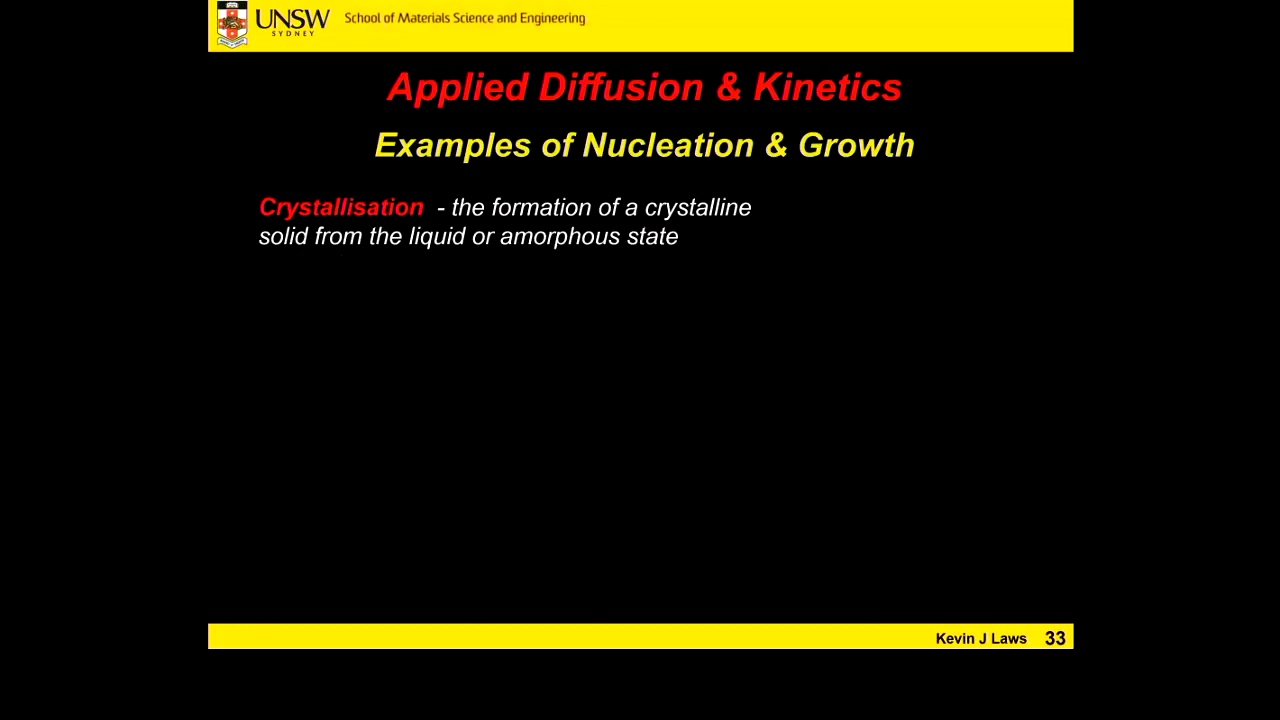 UNSW
SYDNEY
School of Materials Science and Engineering
Applied Diffusion & Kinetics
Examples of Nucleation & Growth
Crystallisation - the formation of a crystalline
solid from the liquid or amorphous state
Kevin J Laws 33